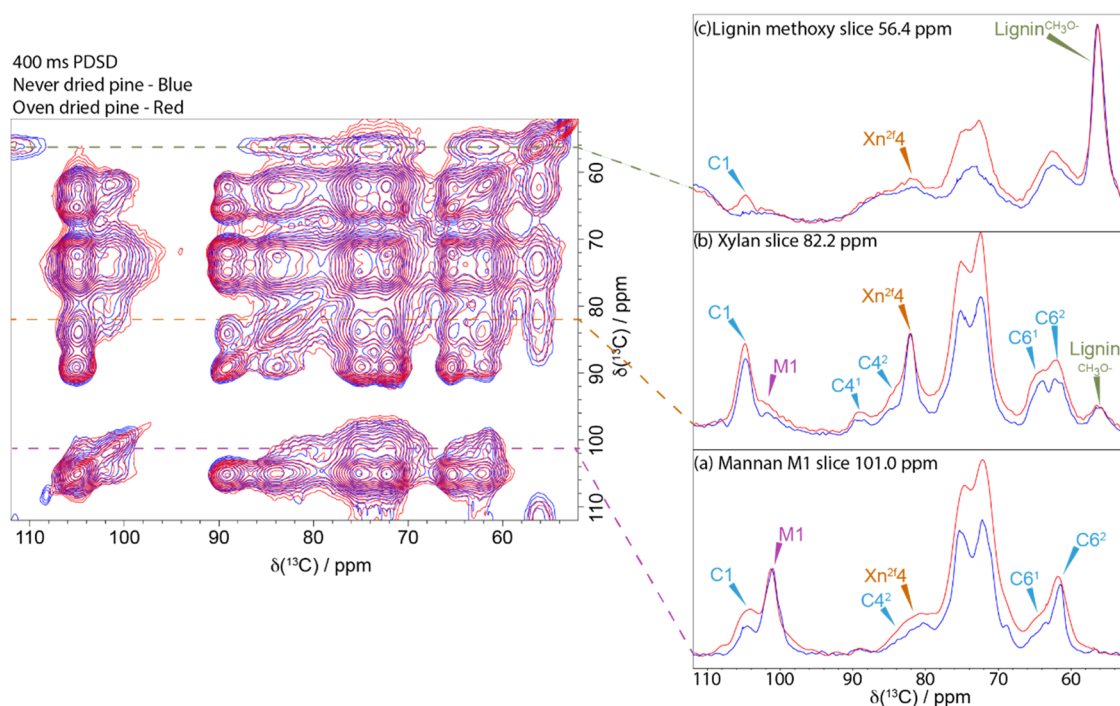 400 ms PDSD
Never dried pine - Blue
Oven dried pine - Red
60
70
80
90
100
110
δ(¹³C) / ppm
110 100 90 80 70 60
δ(¹³C) / ppm
(c)Lignin methoxy slice 56.4 ppm
Lignin^CH₃O-
C1
Xn²ᶠ4
(b) Xylan slice 82.2 ppm
C1
M1
C4¹
C4²
Xn²ᶠ4
C6¹
C6²
Lignin
CH₃O-
(a) Mannan M1 slice 101.0 ppm
C1
M1
Xn²ᶠ4
C4²
C6¹
C6²
110 100 90 80 70 60
δ(¹³C) / ppm